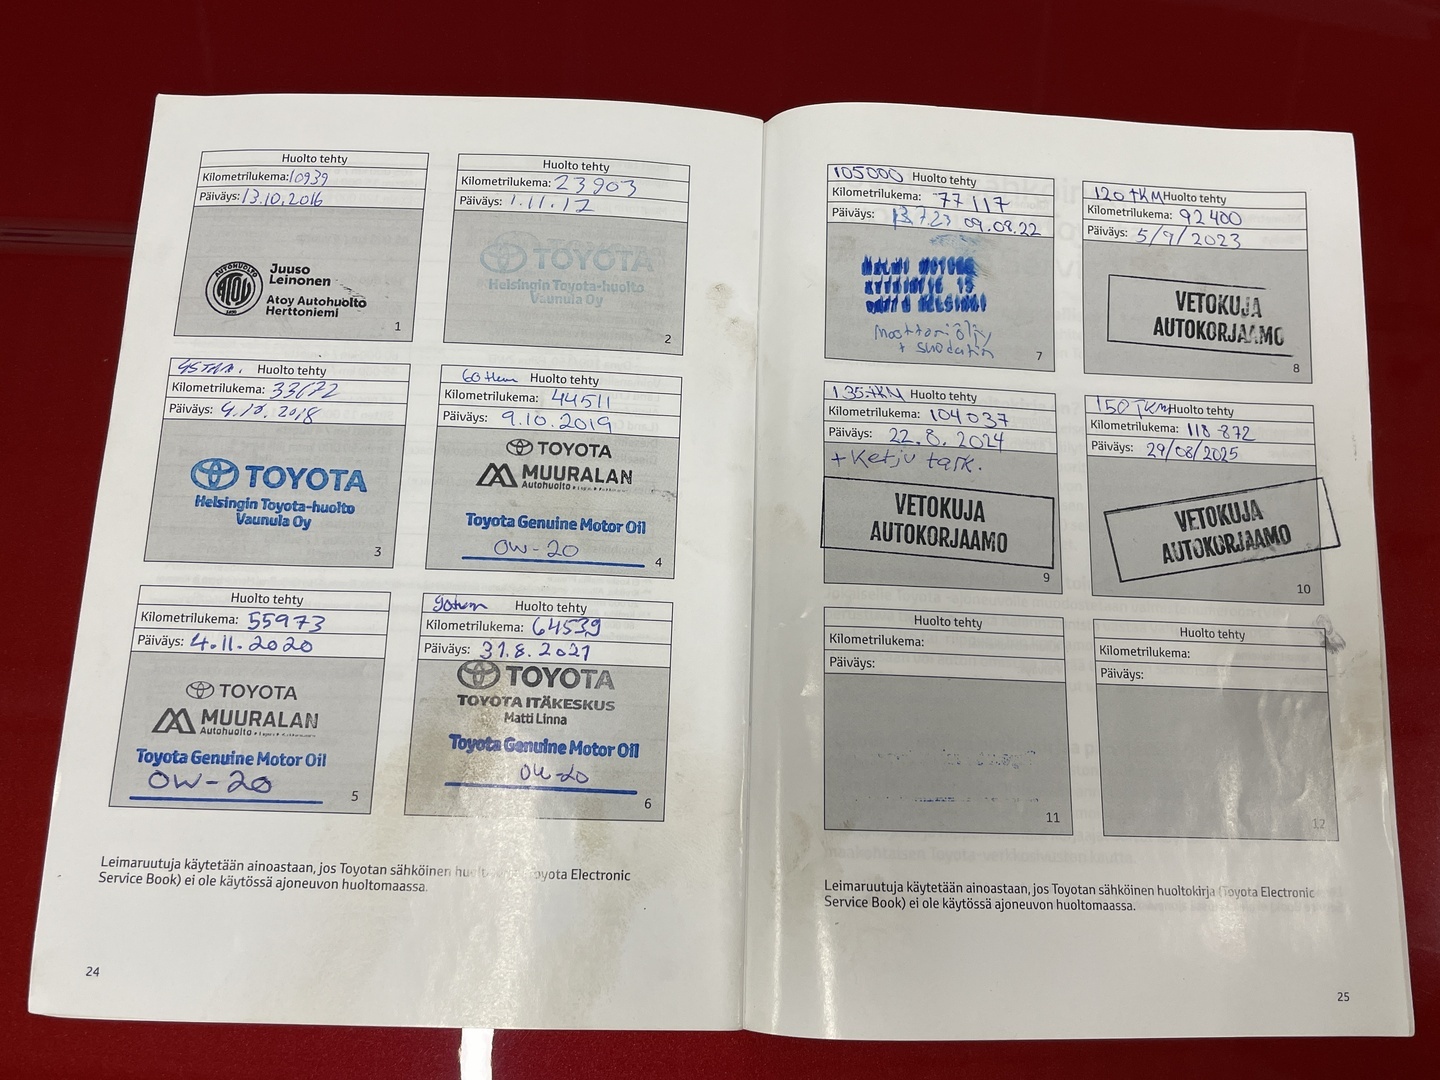 Huolto tehty
Kilometrilukema: 10939
Päiväys: 13.10.2016
AUTOHUOLTO
ATOY
Juuso
Leinonen
Atoy Autohuolto
Herttoniemi
1
Huolto tehty
Kilometrilukema: 23903
Päiväys: 1.11.17
TOYOTA
Helsingin Toyota-huolto
Vaunula Oy
2
Huolto tehty
Kilometrilukema: 33672
Päiväys: 9.10.2018
TOYOTA
Helsingin Toyota-huolto
Vaunula Oy
3
60 tkm Huolto tehty
Kilometrilukema: 44511
Päiväys: 9.10.2019
TOYOTA
MUURALAN
Autohuolto
Toyota Genuine Motor Oil
0W-20
4
Huolto tehty
Kilometrilukema: 55973
Päiväys: 4.11.2020
TOYOTA
MUURALAN
Autohuolto
Toyota Genuine Motor Oil
0W-20
5
90tkm Huolto tehty
Kilometrilukema: 64539
Päiväys: 31.8.2021
TOYOTA
TOYOTA ITÄKESKUS
Matti Linna
Toyota Genuine Motor Oil
0W-20
6
Leimaruutuja käytetään ainoastaan, jos Toyotan sähköinen Toyota Electronic
Service Book) ei ole käytössä ajoneuvon huoltomaassa.
24
105000 Huolto tehty
Kilometrilukema: 77117
Päiväys: 09.08.22
HELSINKI
Moottoriöljy
+ suodatin
7
120 TKM Huolto tehty
Kilometrilukema: 92400
Päiväys: 5/9/2023
VETOKUJA
AUTOKORJAAMO
8
135TKM Huolto tehty
Kilometrilukema: 104037
Päiväys: 22.8.2024
+ Ketju tark.
VETOKUJA
AUTOKORJAAMO
9
150 TKM Huolto tehty
Kilometrilukema: 118 872
Päiväys: 29/08/2025
VETOKUJA
AUTOKORJAAMO
10
Huolto tehty
Kilometrilukema:
Päiväys:
11
Huolto tehty
Kilometrilukema:
Päiväys:
12
Leimaruutuja käytetään ainoastaan, jos Toyotan sähköinen huoltokirja (Toyota Electronic
Service Book) ei ole käytössä ajoneuvon huoltomaassa.
25